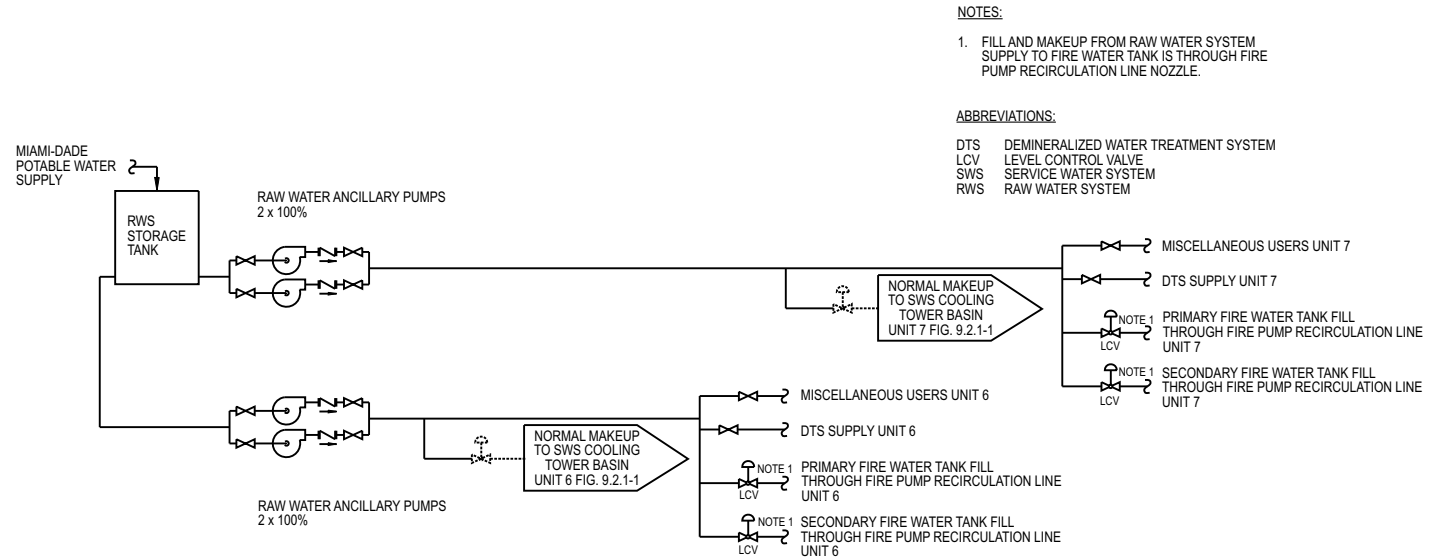 NOTES:
1. FILL AND MAKEUP FROM RAW WATER SYSTEM
SUPPLY TO FIRE WATER TANK IS THROUGH FIRE
PUMP RECIRCULATION LINE NOZZLE.
ABBREVIATIONS:
DTS DEMINERALIZED WATER TREATMENT SYSTEM
LCV LEVEL CONTROL VALVE
SWS SERVICE WATER SYSTEM
RWS RAW WATER SYSTEM
MIAMI-DADE
POTABLE WATER
SUPPLY
RWS
STORAGE
TANK
RAW WATER ANCILLARY PUMPS
2 x 100%
NORMAL MAKEUP
TO SWS COOLING
TOWER BASIN
UNIT 7 FIG. 9.2.1-1
MISCELLANEOUS USERS UNIT 7
DTS SUPPLY UNIT 7
NOTE 1
LCV
PRIMARY FIRE WATER TANK FILL
THROUGH FIRE PUMP RECIRCULATION LINE
UNIT 7
NOTE 1
LCV
SECONDARY FIRE WATER TANK FILL
THROUGH FIRE PUMP RECIRCULATION LINE
UNIT 7
RAW WATER ANCILLARY PUMPS
2 x 100%
NORMAL MAKEUP
TO SWS COOLING
TOWER BASIN
UNIT 6 FIG. 9.2.1-1
MISCELLANEOUS USERS UNIT 6
DTS SUPPLY UNIT 6
NOTE 1
LCV
PRIMARY FIRE WATER TANK FILL
THROUGH FIRE PUMP RECIRCULATION LINE
UNIT 6
NOTE 1
LCV
SECONDARY FIRE WATER TANK FILL
THROUGH FIRE PUMP RECIRCULATION LINE
UNIT 6